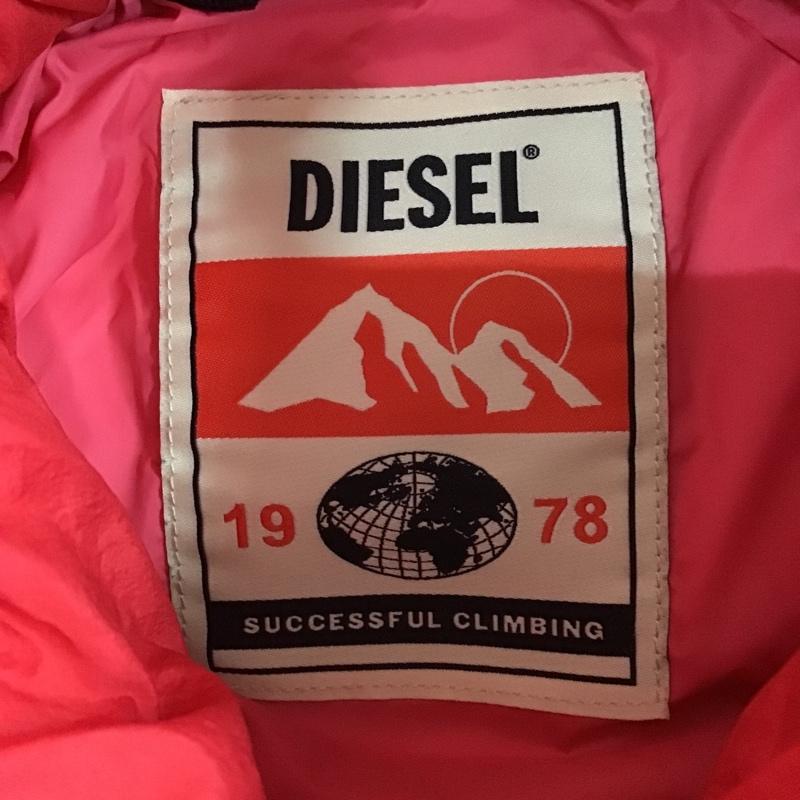 DIESEL®
19 78
SUCCESSFUL CLIMBING